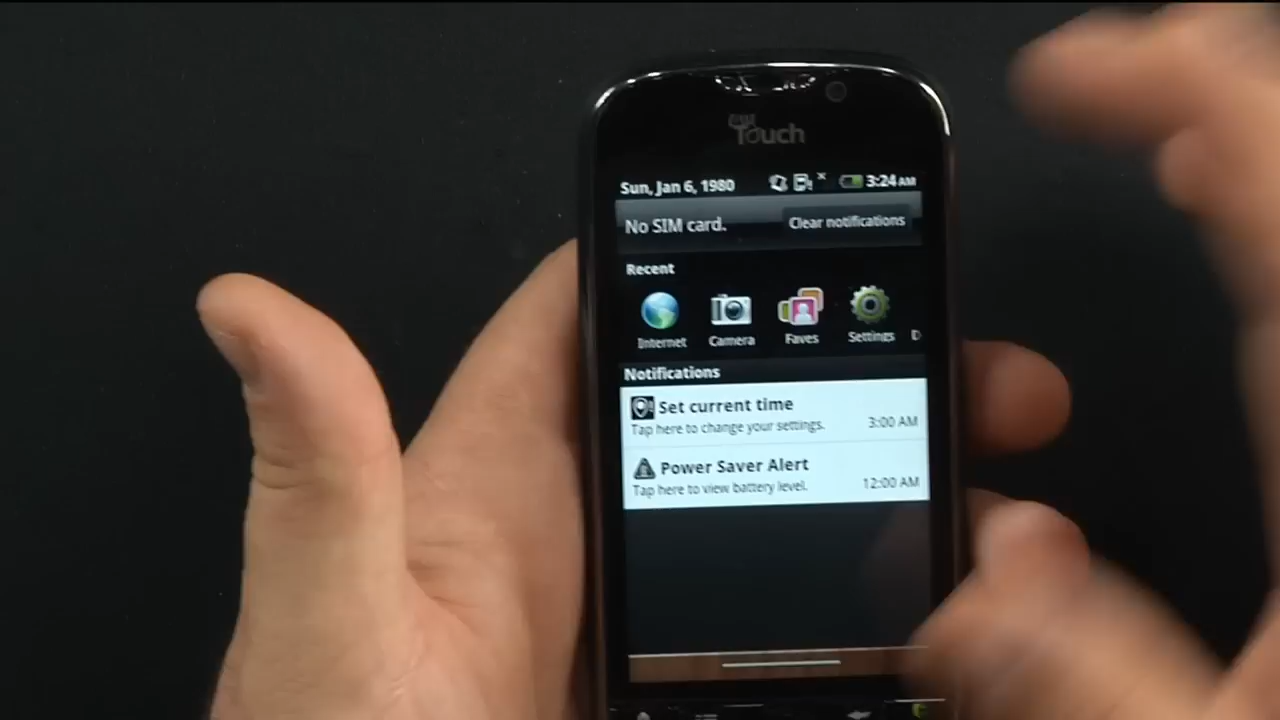 my
Touch
Sun, Jan 6, 1980 3:24 AM
No SIM card. Clear notifications
Recent
Internet Camera Faves Settings D
Notifications
Set current time
Tap here to change your settings. 3:00 AM
Power Saver Alert
Tap here to view battery level. 12:00 AM